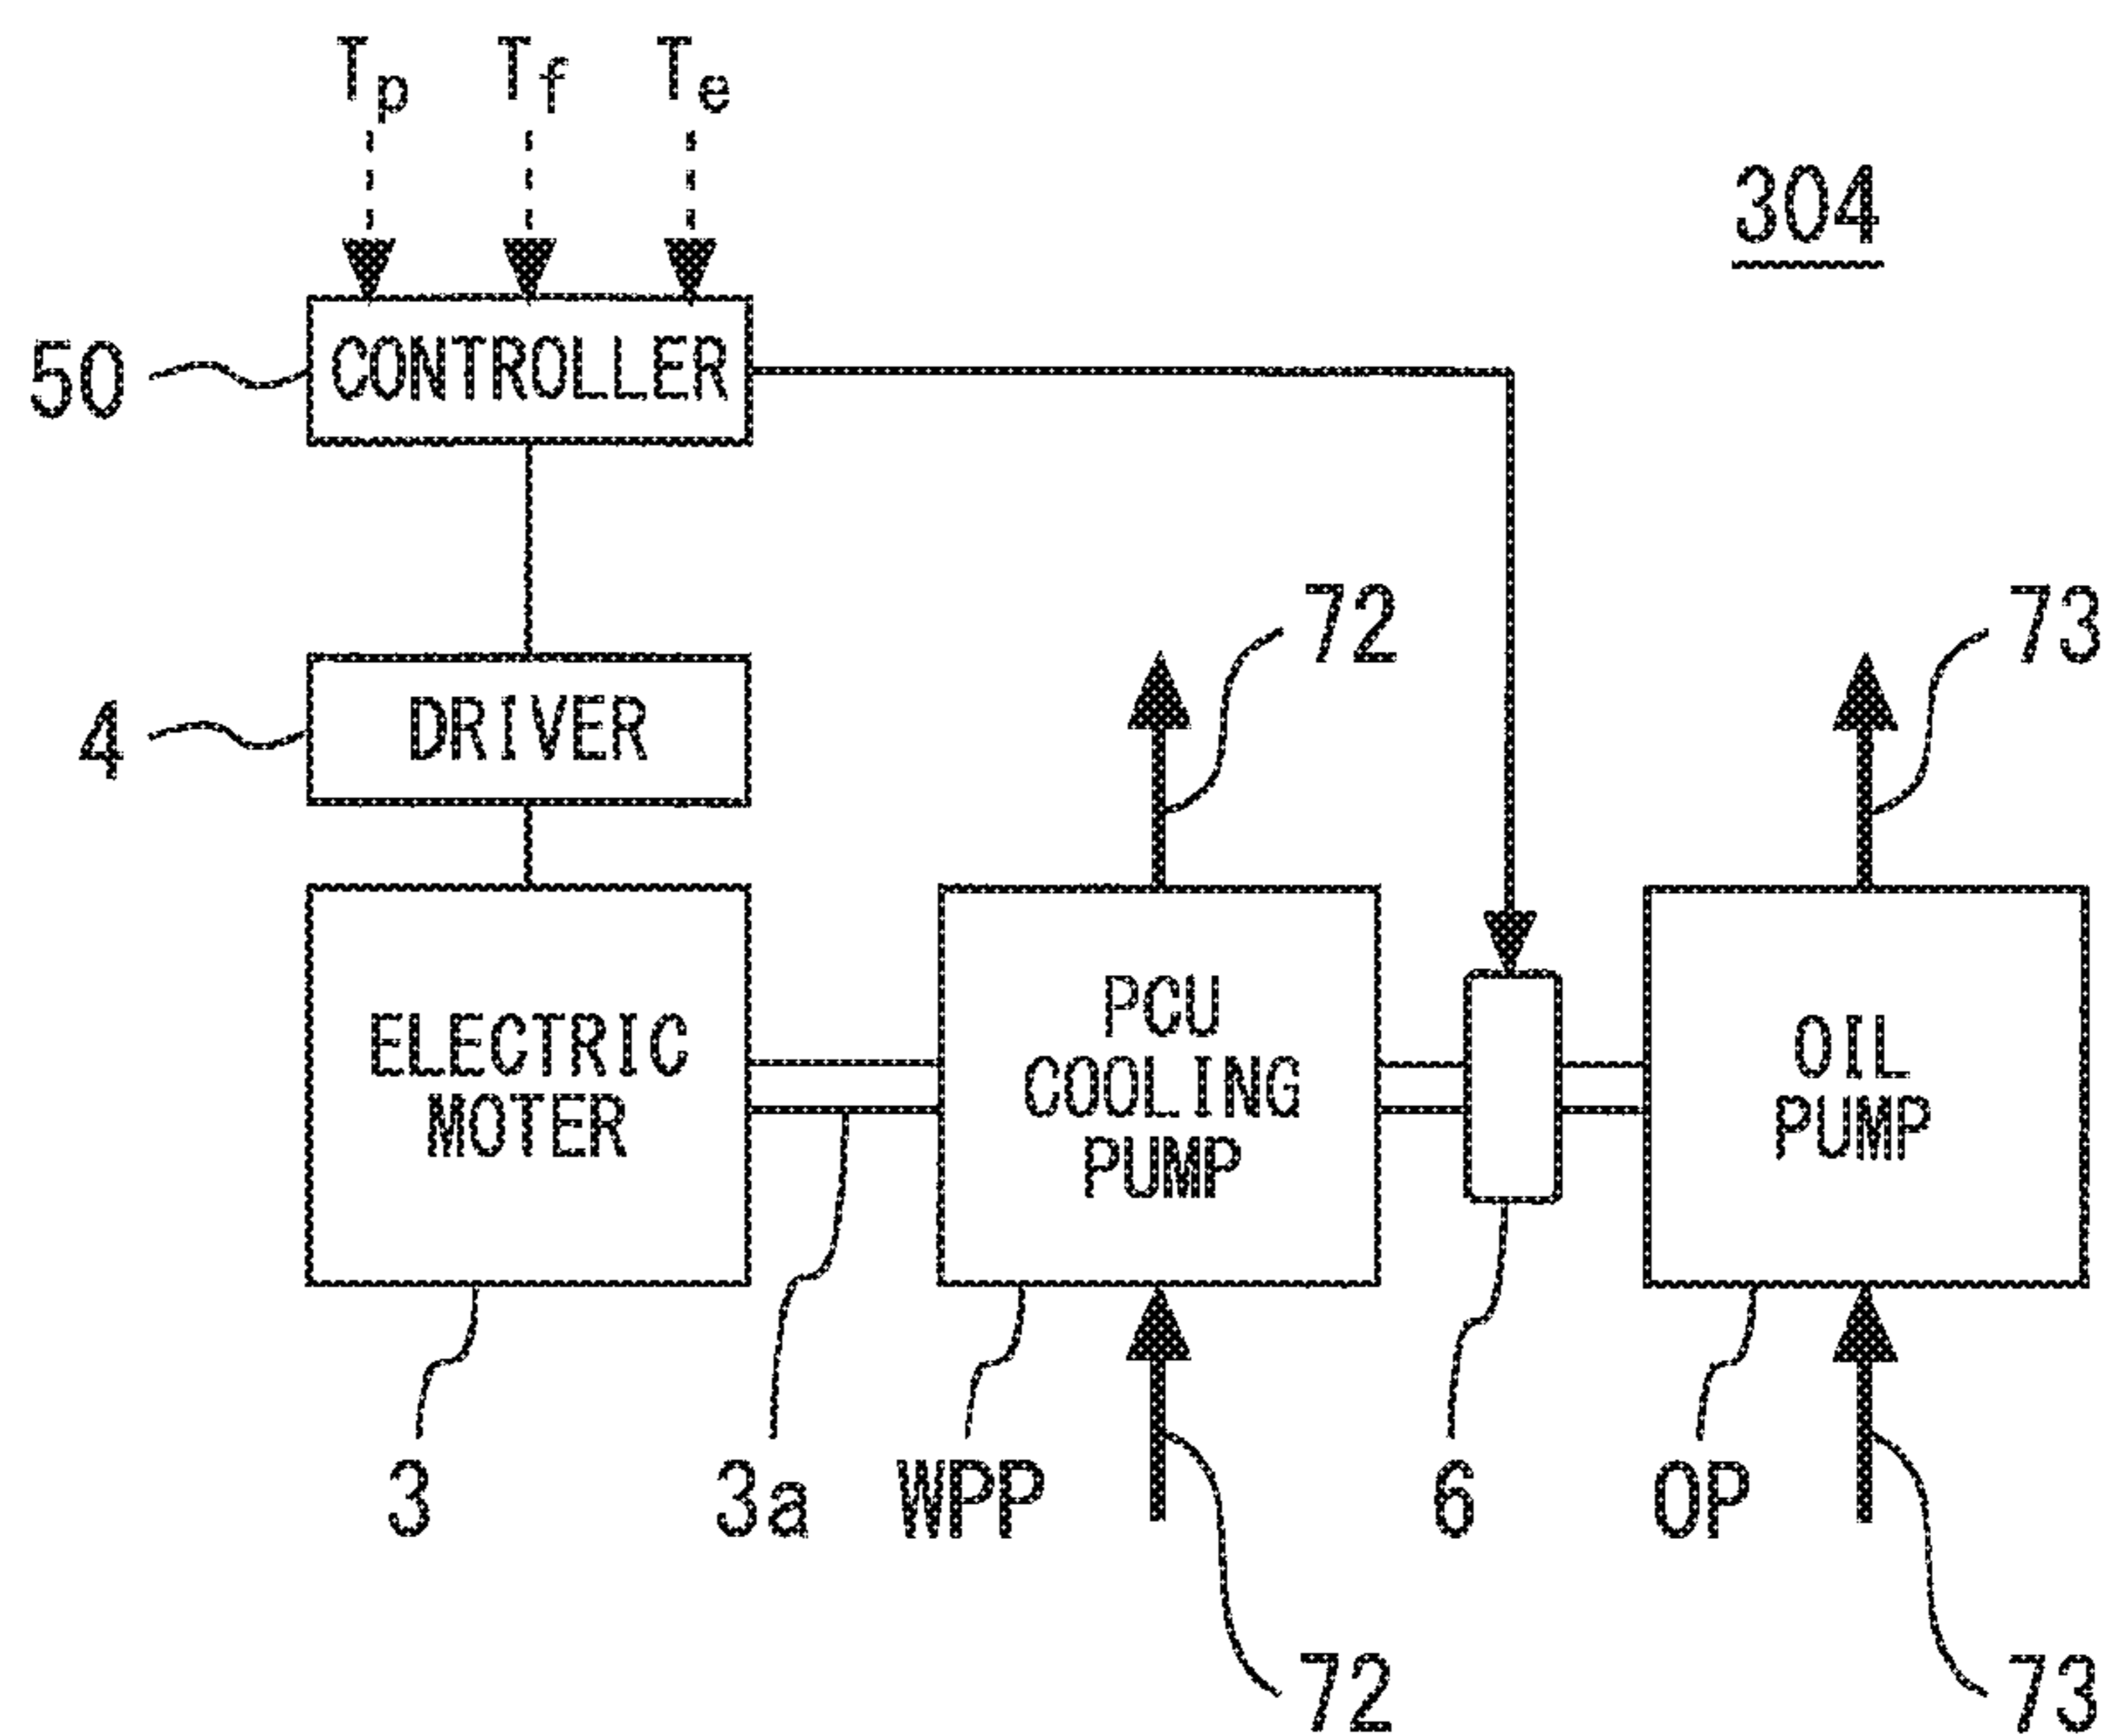 Tp Tf Te
304
50 CONTROLLER
72 73
4 DRIVER
ELECTRIC
MOTER
PCU
COOLING
PUMP
OIL
PUMP
3 3a WPP 6 OP
72 73